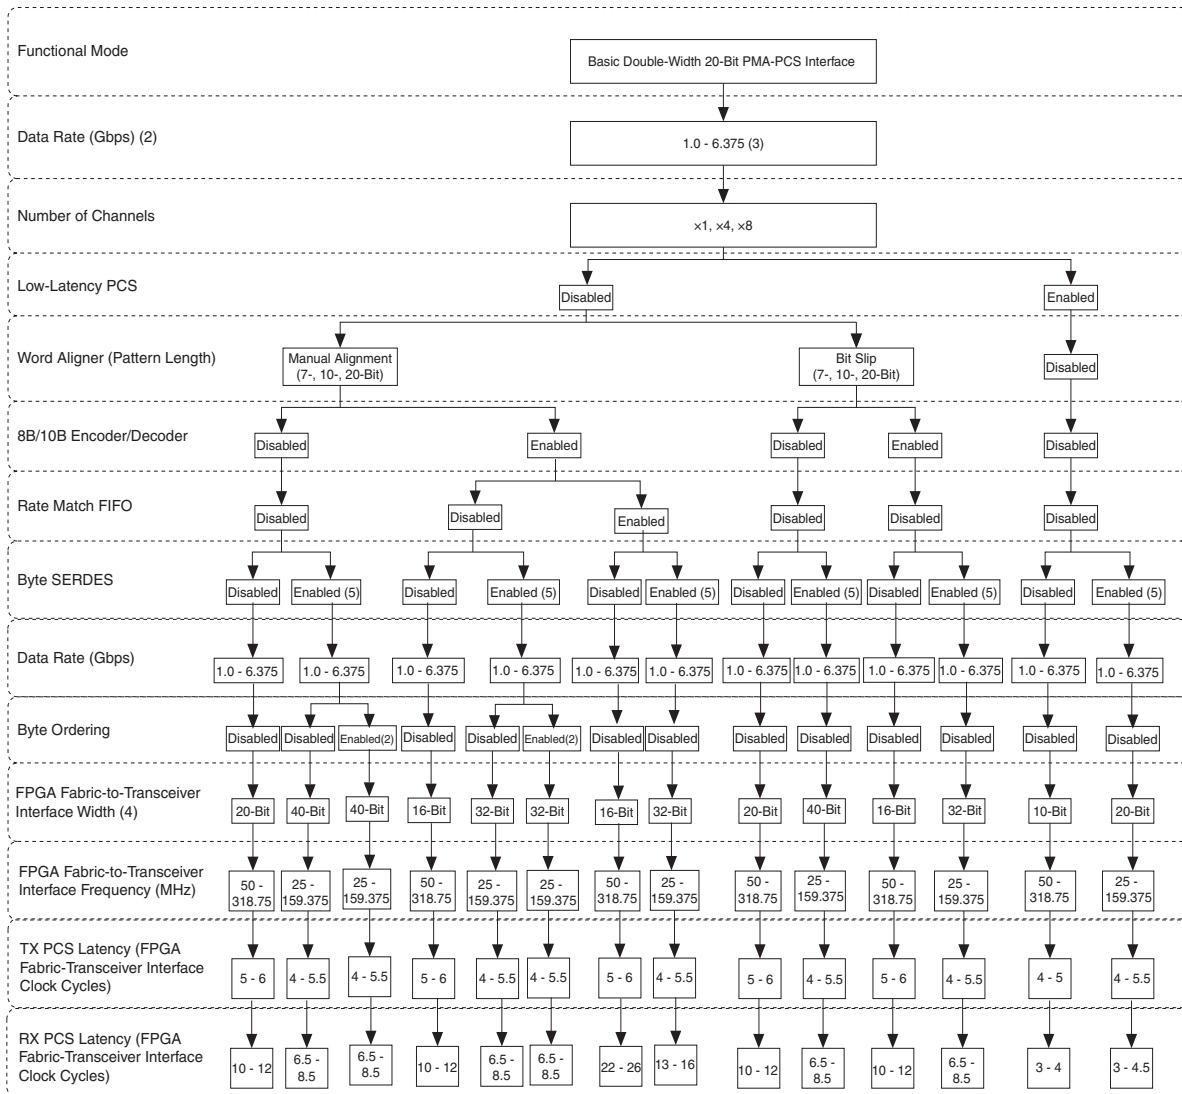 Functional Mode
Basic Double-Width 20-Bit PMA-PCS Interface
Data Rate (Gbps) (2)
1.0 - 6.375 (3)
Number of Channels
×1, ×4, ×8
Low-Latency PCS
Disabled
Enabled
Word Aligner (Pattern Length)
Manual Alignment
(7-, 10-, 20-Bit)
Bit Slip
(7-, 10-, 20-Bit)
Disabled
8B/10B Encoder/Decoder
Disabled
Enabled
Disabled
Enabled
Disabled
Rate Match FIFO
Disabled
Disabled
Enabled
Disabled
Disabled
Disabled
Byte SERDES
Disabled
Enabled (5)
Disabled
Enabled (5)
Disabled
Enabled (5)
Disabled
Enabled (5)
Disabled
Enabled (5)
Disabled
Enabled (5)
Data Rate (Gbps)
1.0 - 6.375
1.0 - 6.375
1.0 - 6.375
1.0 - 6.375
1.0 - 6.375
1.0 - 6.375
1.0 - 6.375
1.0 - 6.375
1.0 - 6.375
1.0 - 6.375
1.0 - 6.375
1.0 - 6.375
Byte Ordering
Disabled
Disabled
Enabled(2)
Disabled
Disabled
Enabled(2)
Disabled
Disabled
Disabled
Disabled
Disabled
Disabled
Disabled
Disabled
FPGA Fabric-to-Transceiver
Interface Width (4)
20-Bit
40-Bit
40-Bit
16-Bit
32-Bit
32-Bit
16-Bit
32-Bit
20-Bit
40-Bit
16-Bit
32-Bit
10-Bit
20-Bit
FPGA Fabric-to-Transceiver
Interface Frequency (MHz)
50 -
318.75
25 -
159.375
25 -
159.375
50 -
318.75
25 -
159.375
25 -
159.375
50 -
318.75
25 -
159.375
50 -
318.75
25 -
159.375
50 -
318.75
25 -
159.375
50 -
318.75
25 -
159.375
TX PCS Latency (FPGA
Fabric-Transceiver Interface
Clock Cycles)
5 - 6
4 - 5.5
4 - 5.5
5 - 6
4 - 5.5
4 - 5.5
5 - 6
4 - 5.5
5 - 6
4 - 5.5
5 - 6
4 - 5.5
4 - 5
4 - 5.5
RX PCS Latency (FPGA
Fabric-Transceiver Interface
Clock Cycles)
10 - 12
6.5 -
8.5
6.5 -
8.5
10 - 12
6.5 -
8.5
6.5 -
8.5
22 - 26
13 - 16
10 - 12
6.5 -
8.5
10 - 12
6.5 -
8.5
3 - 4
3 - 4.5